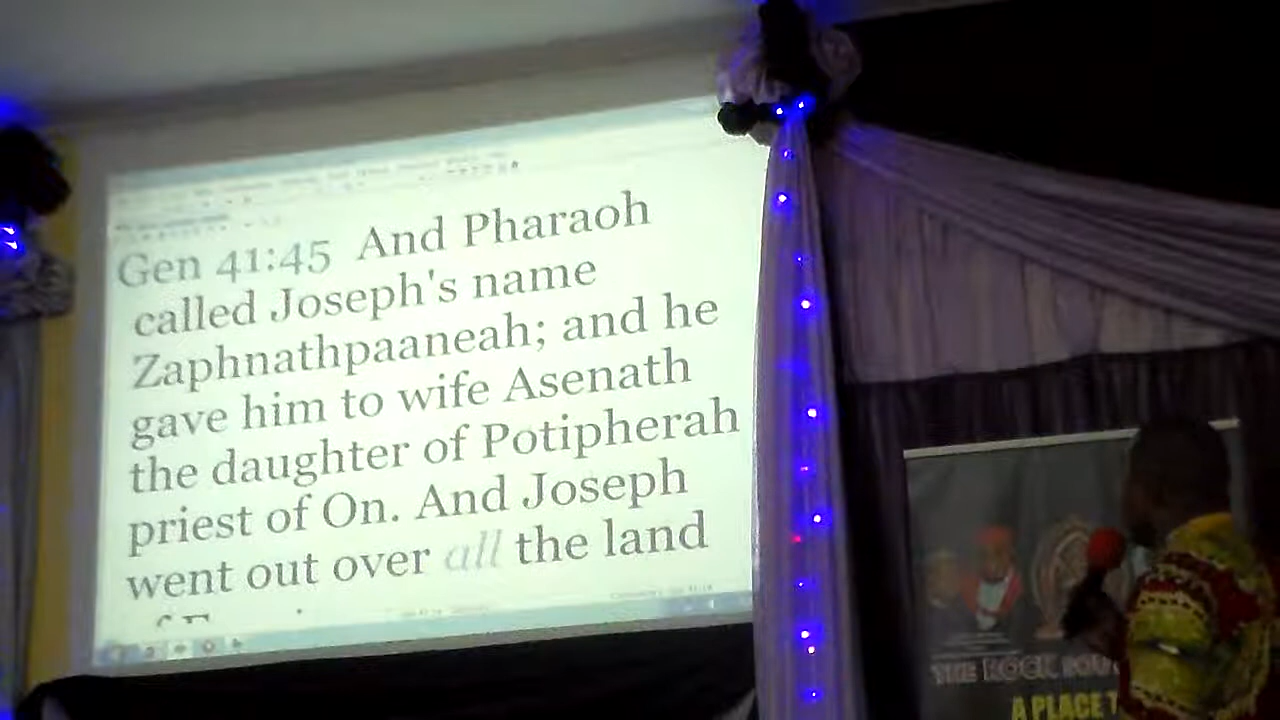 Gen 41:45 And Pharaoh
called Joseph's name
Zaphnathpaaneah; and he
gave him to wife Asenath
the daughter of Potipherah
priest of On. And Joseph
went out over all the land
THE ROCK
A PLACE